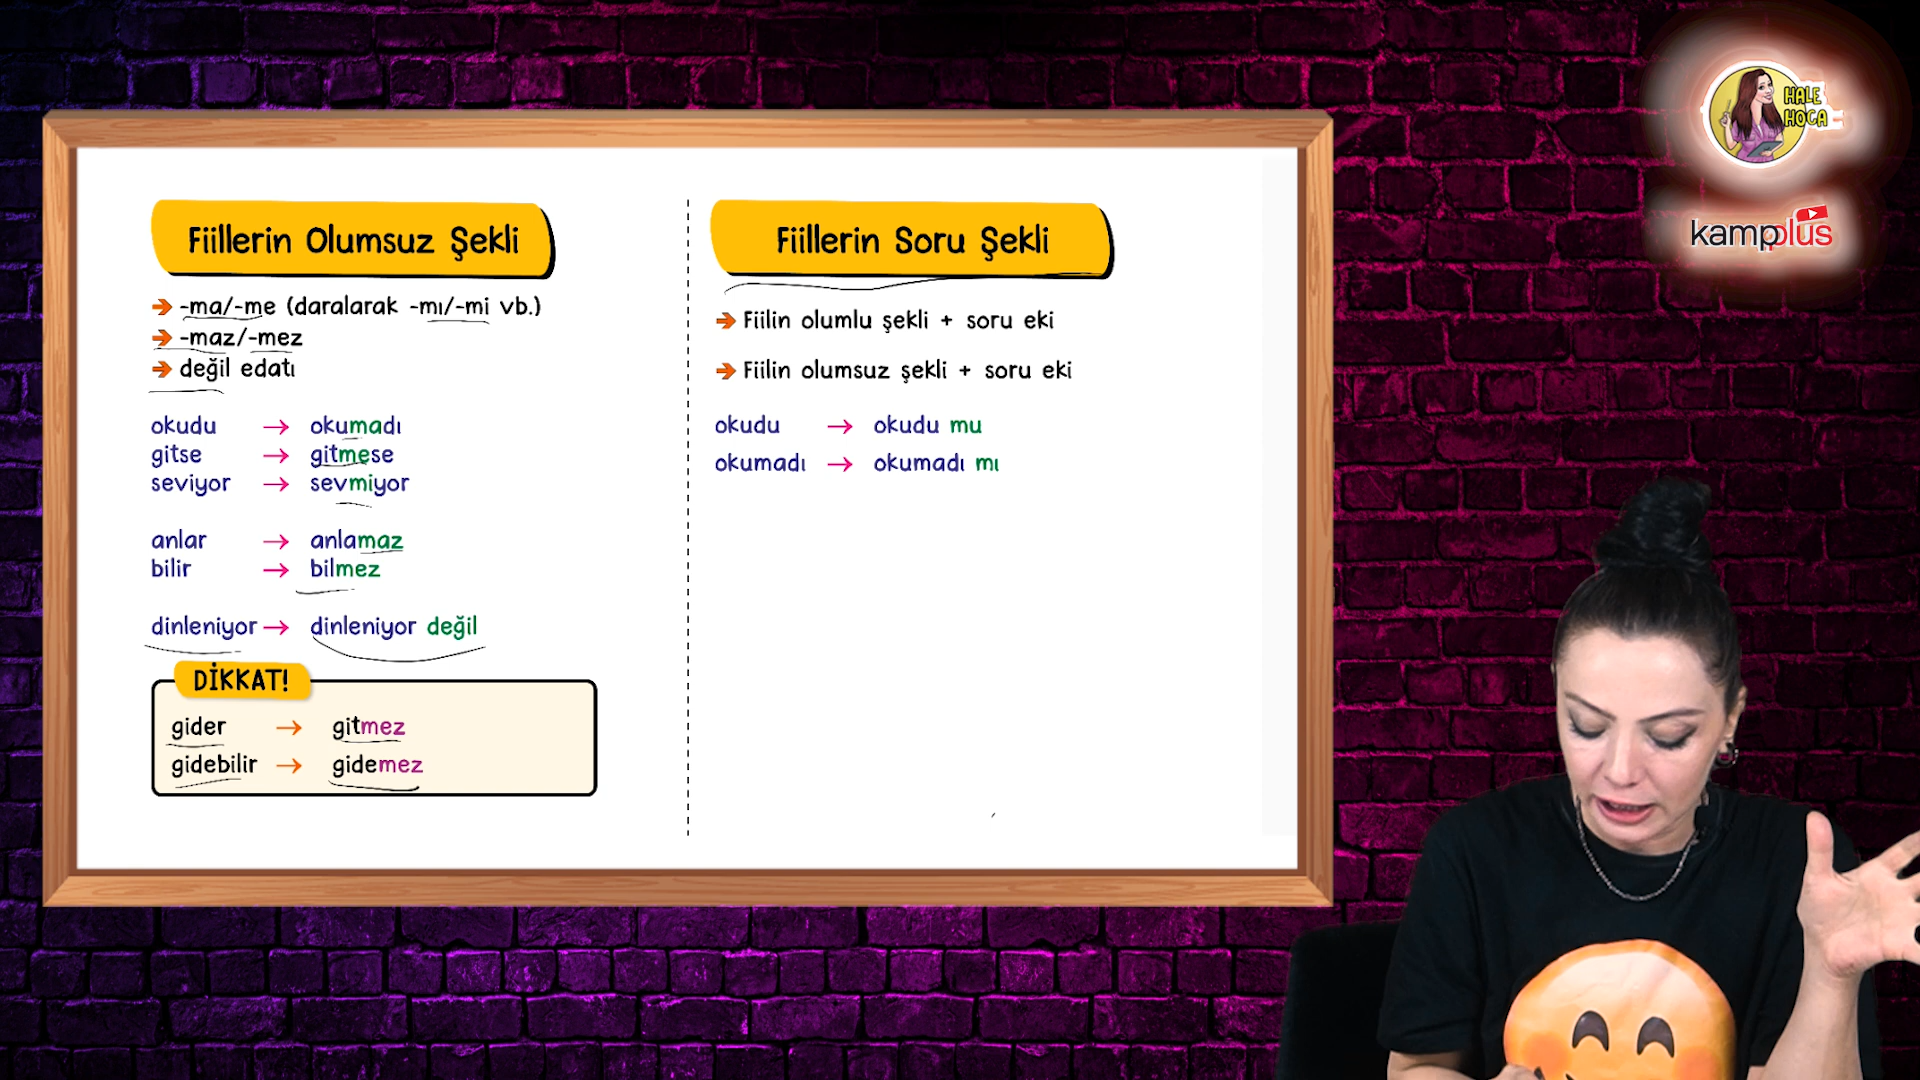 Fiillerin Olumsuz Şekli
-ma/-me (daralarak -mı/-mi vb.)
-maz/-mez
değil edatı
okudu → okumadı
gitse → gitmese
seviyor → sevmiyor
anlar → anlamaz
bilir → bilmez
dinleniyor → dinleniyor değil
DİKKAT!
gider → gitmez
gidebilir → gidemez
Fiillerin Soru Şekli
Fiilin olumlu şekli + soru eki
Fiilin olumsuz şekli + soru eki
okudu → okudu mu
okumadı → okumadı mı
HALE
HOCA
kampplus